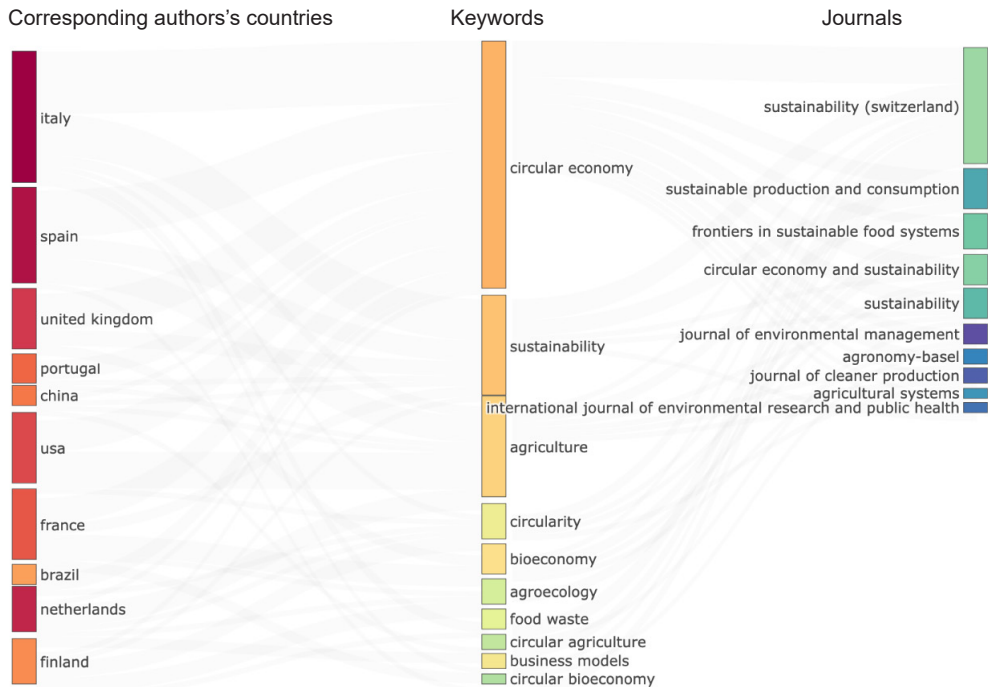 Corresponding authors's countries
Keywords
Journals
italy
spain
united kingdom
portugal
china
usa
france
brazil
netherlands
finland
circular economy
sustainability
agriculture
circularity
bioeconomy
agroecology
food waste
circular agriculture
business models
circular bioeconomy
sustainability (switzerland)
sustainable production and consumption
frontiers in sustainable food systems
circular economy and sustainability
sustainability
journal of environmental management
agronomy-basel
journal of cleaner production
agricultural systems
international journal of environmental research and public health